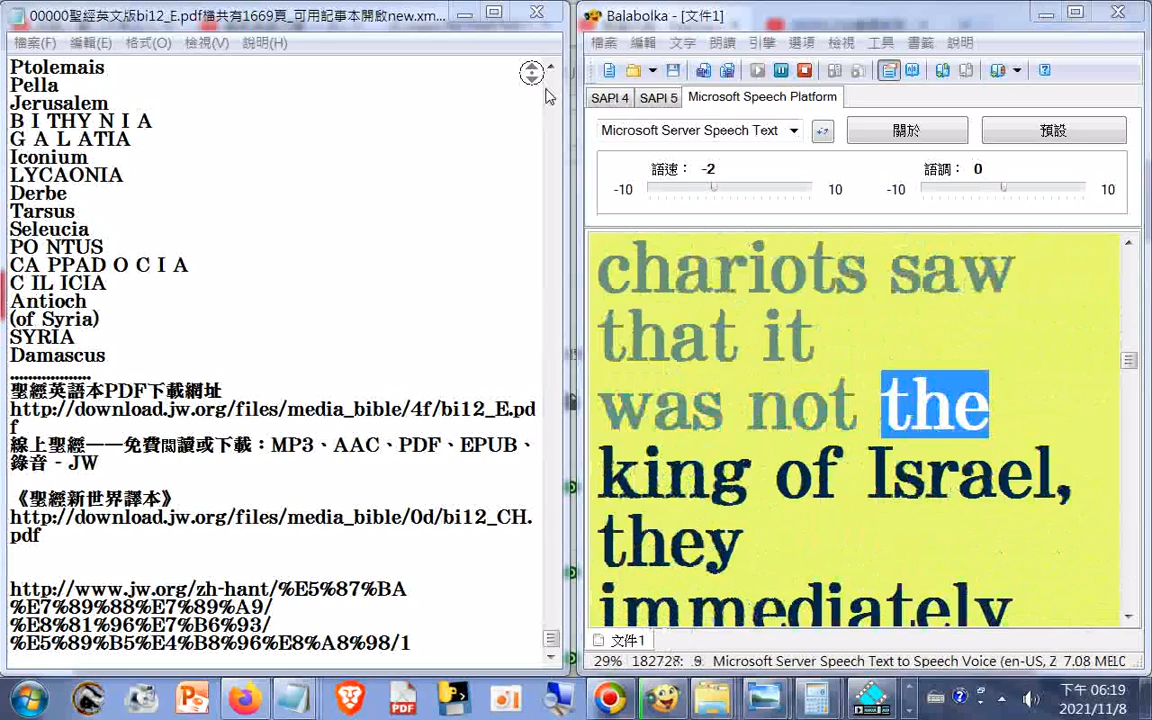 00000聖經英文版bi12_E.pdf檔共有1669頁_可用記事本開啟new.xm...
檔案(F) 編輯(E) 格式(O) 檢視(V) 說明(H)
Ptolemais
Pella
Jerusalem
B I THY N I A
G A L ATIA
Iconium
LYCAONIA
Derbe
Tarsus
Seleucia
PO NTUS
CA PPAD O C I A
C IL ICIA
Antioch
(of Syria)
SYRIA
Damascus
..................
聖經英語本PDF下載網址
http://download.jw.org/files/media_bible/4f/bi12_E.pd
f
線上聖經——免費閱讀或下載：MP3、AAC、PDF、EPUB、
錄音 - JW
《聖經新世界譯本》
http://download.jw.org/files/media_bible/0d/bi12_CH.
pdf
http://www.jw.org/zh-hant/%E5%87%BA
%E7%89%88%E7%89%A9/
%E8%81%96%E7%B6%93/
%E5%89%B5%E4%B8%96%E8%A8%98/1
Balabolka - [文件1]
檔案 編輯 文字 朗讀 引擎 選項 檢視 工具 書籤 說明
SAPI 4 SAPI 5 Microsoft Speech Platform
Microsoft Server Speech Text 關於 預設
語速： -2 語調： 0
-10 10 -10 10
chariots saw
that it
was not the
king of Israel,
they
immediately
文件1
29% 182728: 9 Microsoft Server Speech Text to Speech Voice (en-US, Z 7.08 MELO
PDF
下午 06:19
2021/11/8